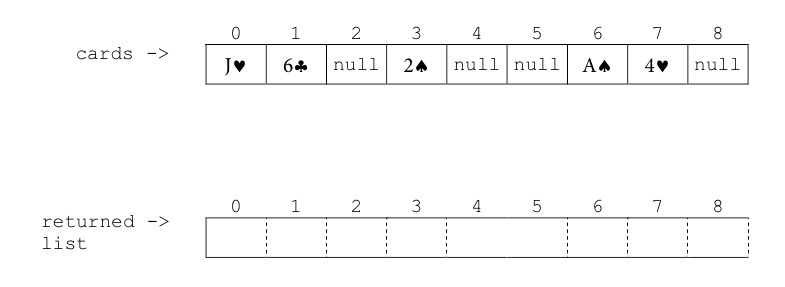 0 1 2 3 4 5 6 7 8
cards -> J♥ 6♣ null 2♠ null null A♠ 4♥ null
0 1 2 3 4 5 6 7 8
returned ->
list